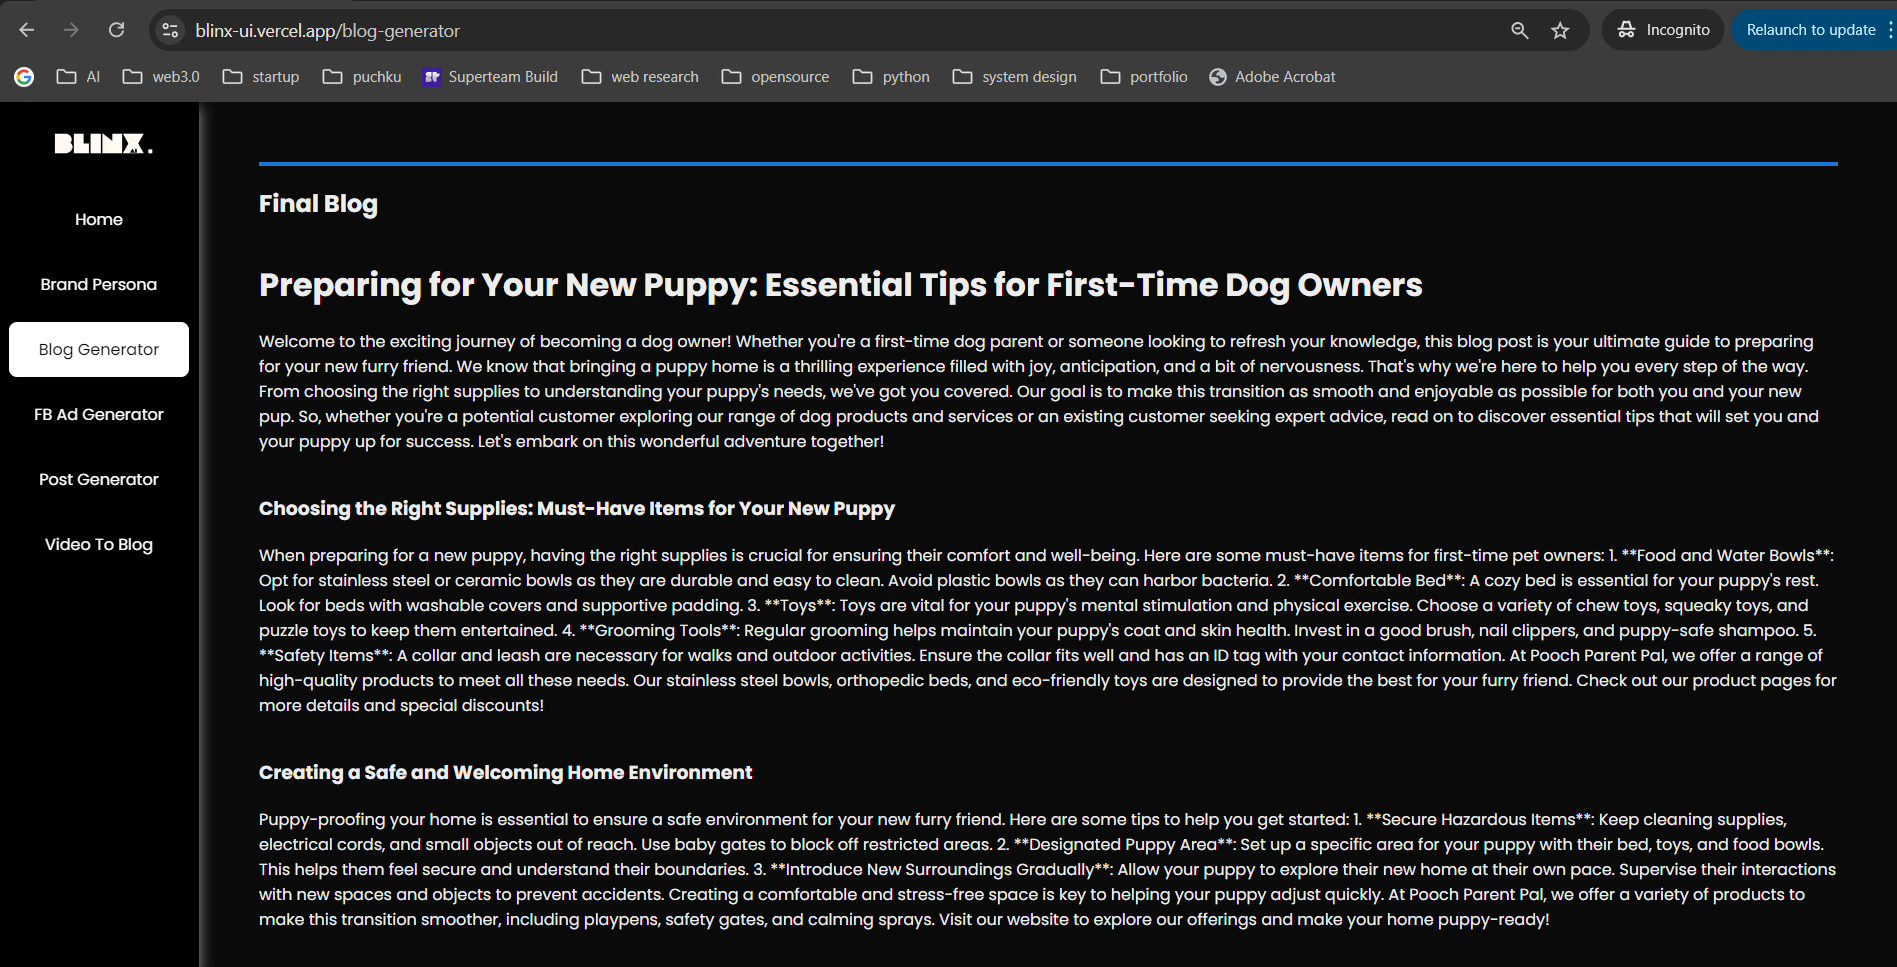 blinx-ui.vercel.app/blog-generator
Incognito
Relaunch to update
AI
web3.0
startup
puchku
Superteam Build
web research
opensource
python
system design
portfolio
Adobe Acrobat
BLINX AI.
Home
Brand Persona
Blog Generator
FB Ad Generator
Post Generator
Video To Blog
Final Blog
Preparing for Your New Puppy: Essential Tips for First-Time Dog Owners
Welcome to the exciting journey of becoming a dog owner! Whether you're a first-time dog parent or someone looking to refresh your knowledge, this blog post is your ultimate guide to preparing
for your new furry friend. We know that bringing a puppy home is a thrilling experience filled with joy, anticipation, and a bit of nervousness. That's why we're here to help you every step of the way.
From choosing the right supplies to understanding your puppy's needs, we've got you covered. Our goal is to make this transition as smooth and enjoyable as possible for both you and your new
pup. So, whether you're a potential customer exploring our range of dog products and services or an existing customer seeking expert advice, read on to discover essential tips that will set you and
your puppy up for success. Let's embark on this wonderful adventure together!
Choosing the Right Supplies: Must-Have Items for Your New Puppy
When preparing for a new puppy, having the right supplies is crucial for ensuring their comfort and well-being. Here are some must-have items for first-time pet owners: 1. **Food and Water Bowls**:
Opt for stainless steel or ceramic bowls as they are durable and easy to clean. Avoid plastic bowls as they can harbor bacteria. 2. **Comfortable Bed**: A cozy bed is essential for your puppy's rest.
Look for beds with washable covers and supportive padding. 3. **Toys**: Toys are vital for your puppy's mental stimulation and physical exercise. Choose a variety of chew toys, squeaky toys, and
puzzle toys to keep them entertained. 4. **Grooming Tools**: Regular grooming helps maintain your puppy's coat and skin health. Invest in a good brush, nail clippers, and puppy-safe shampoo. 5.
**Safety Items**: A collar and leash are necessary for walks and outdoor activities. Ensure the collar fits well and has an ID tag with your contact information. At Pooch Parent Pal, we offer a range of
high-quality products to meet all these needs. Our stainless steel bowls, orthopedic beds, and eco-friendly toys are designed to provide the best for your furry friend. Check out our product pages for
more details and special discounts!
Creating a Safe and Welcoming Home Environment
Puppy-proofing your home is essential to ensure a safe environment for your new furry friend. Here are some tips to help you get started: 1. **Secure Hazardous Items**: Keep cleaning supplies,
electrical cords, and small objects out of reach. Use baby gates to block off restricted areas. 2. **Designated Puppy Area**: Set up a specific area for your puppy with their bed, toys, and food bowls.
This helps them feel secure and understand their boundaries. 3. **Introduce New Surroundings Gradually**: Allow your puppy to explore their new home at their own pace. Supervise their interactions
with new spaces and objects to prevent accidents. Creating a comfortable and stress-free space is key to helping your puppy adjust quickly. At Pooch Parent Pal, we offer a variety of products to
make this transition smoother, including playpens, safety gates, and calming sprays. Visit our website to explore our offerings and make your home puppy-ready!